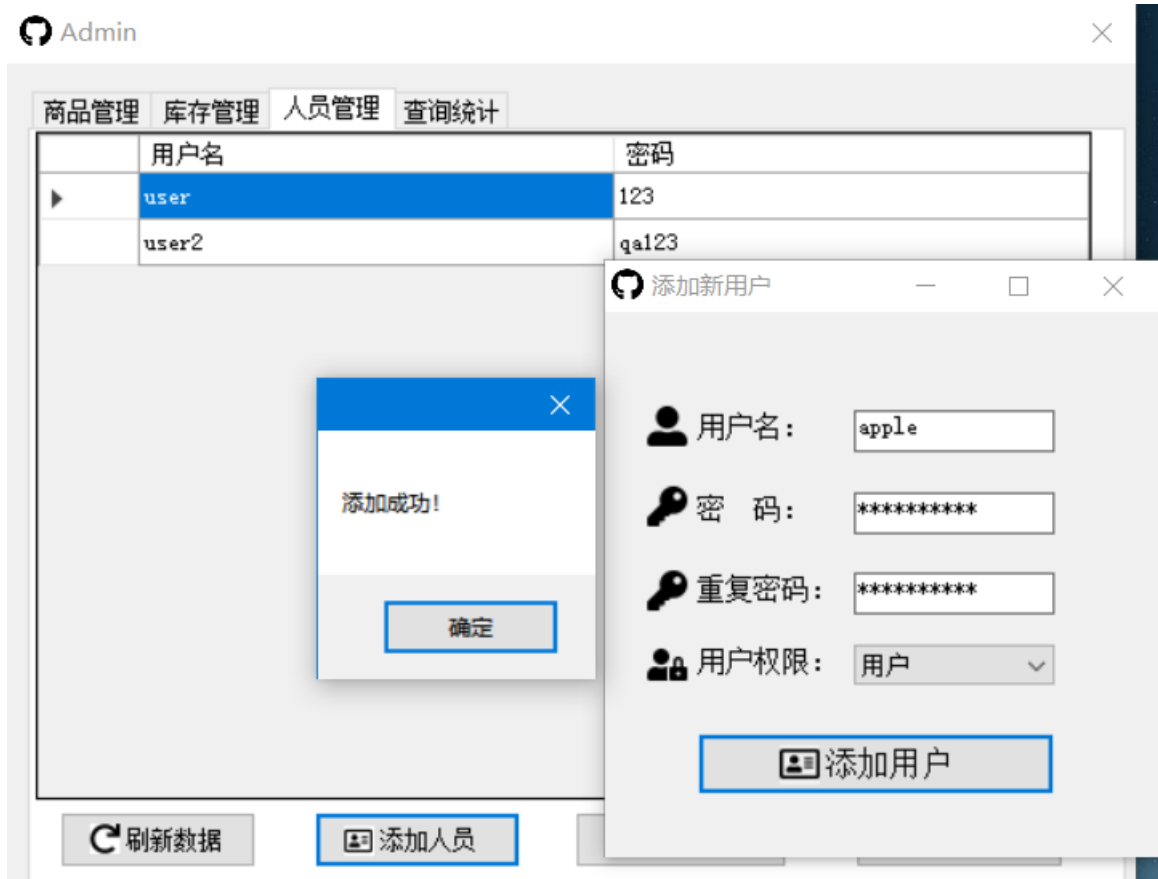 Admin
商品管理 库存管理 人员管理 查询统计
用户名 密码
user 123
user2 qa123
添加新用户
用户名： apple
密 码： **********
重复密码： **********
用户权限： 用户
添加用户
添加成功!
确定
刷新数据 添加人员